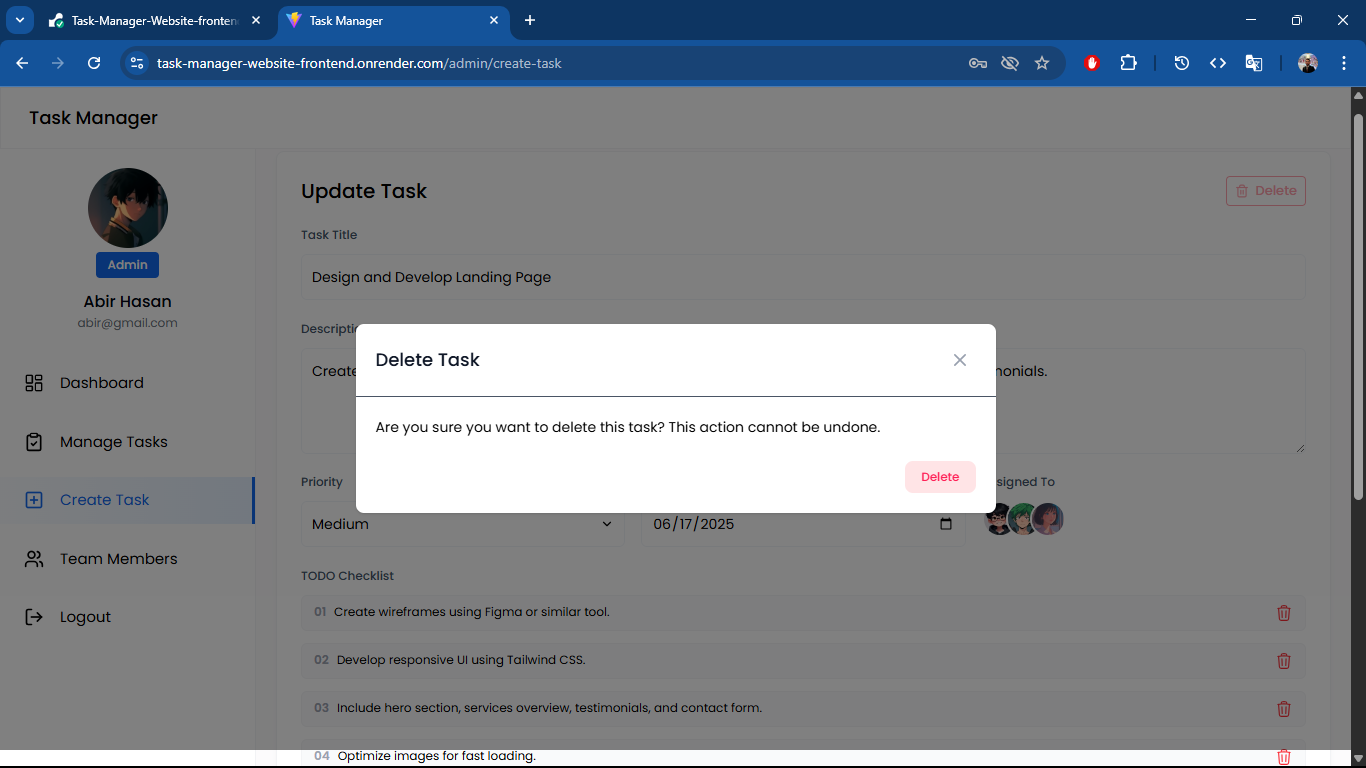 Task-Manager-Website-fronten
Task Manager
task-manager-website-frontend.onrender.com/admin/create-task
Task Manager
Admin
Abir Hasan
abir@gmail.com
Dashboard
Manage Tasks
Create Task
Team Members
Logout
Update Task
Delete
Task Title
Design and Develop Landing Page
Descriptio
Create
monials.
Delete Task
Are you sure you want to delete this task? This action cannot be undone.
Delete
Priority
signed To
Medium
06/17/2025
TODO Checklist
01 Create wireframes using Figma or similar tool.
02 Develop responsive UI using Tailwind CSS.
03 Include hero section, services overview, testimonials, and contact form.
04 Optimize images for fast loading.